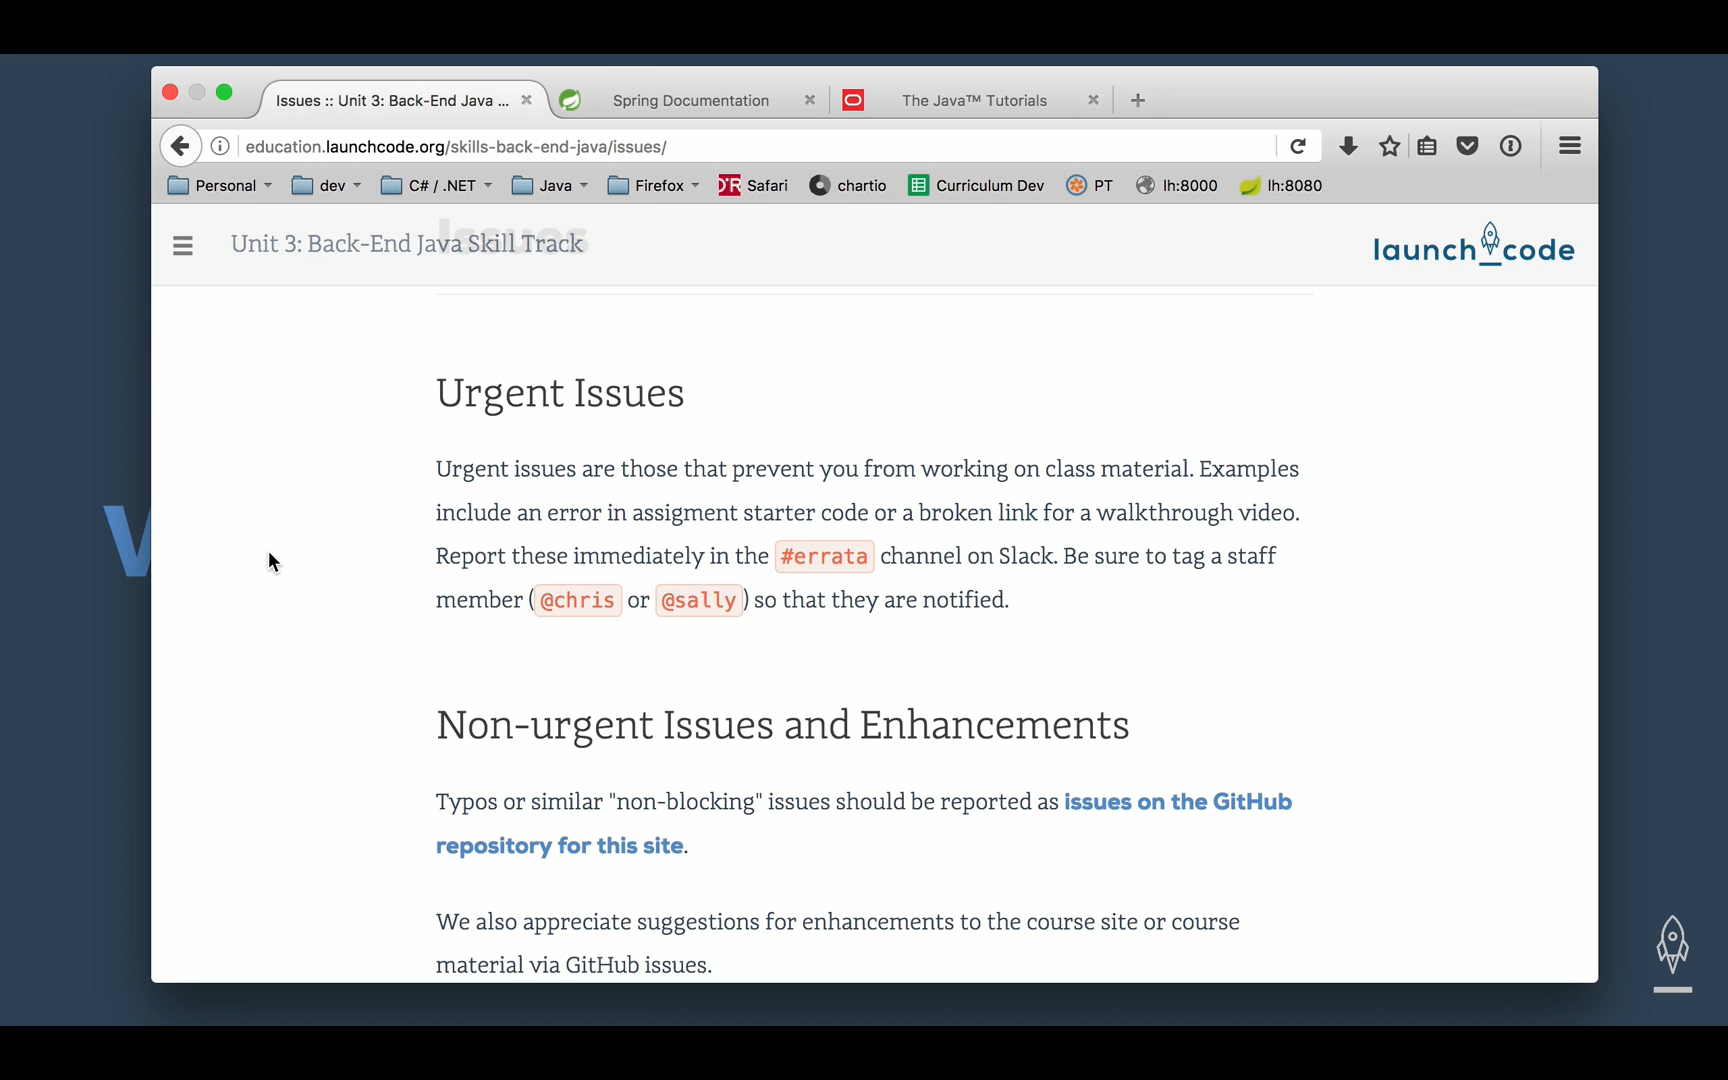 Issues :: Unit 3: Back-End Java ...
Spring Documentation
The Java™ Tutorials
education.launchcode.org/skills-back-end-java/issues/
Personal dev C# / .NET Java Firefox Safari chartio Curriculum Dev PT lh:8000 lh:8080
Issues
Unit 3: Back-End Java Skill Track
launch_code
Urgent Issues
Urgent issues are those that prevent you from working on class material. Examples
include an error in assigment starter code or a broken link for a walkthrough video.
Report these immediately in the #errata channel on Slack. Be sure to tag a staff
member (@chris or @sally) so that they are notified.
Non-urgent Issues and Enhancements
Typos or similar "non-blocking" issues should be reported as issues on the GitHub
repository for this site.
We also appreciate suggestions for enhancements to the course site or course
material via GitHub issues.